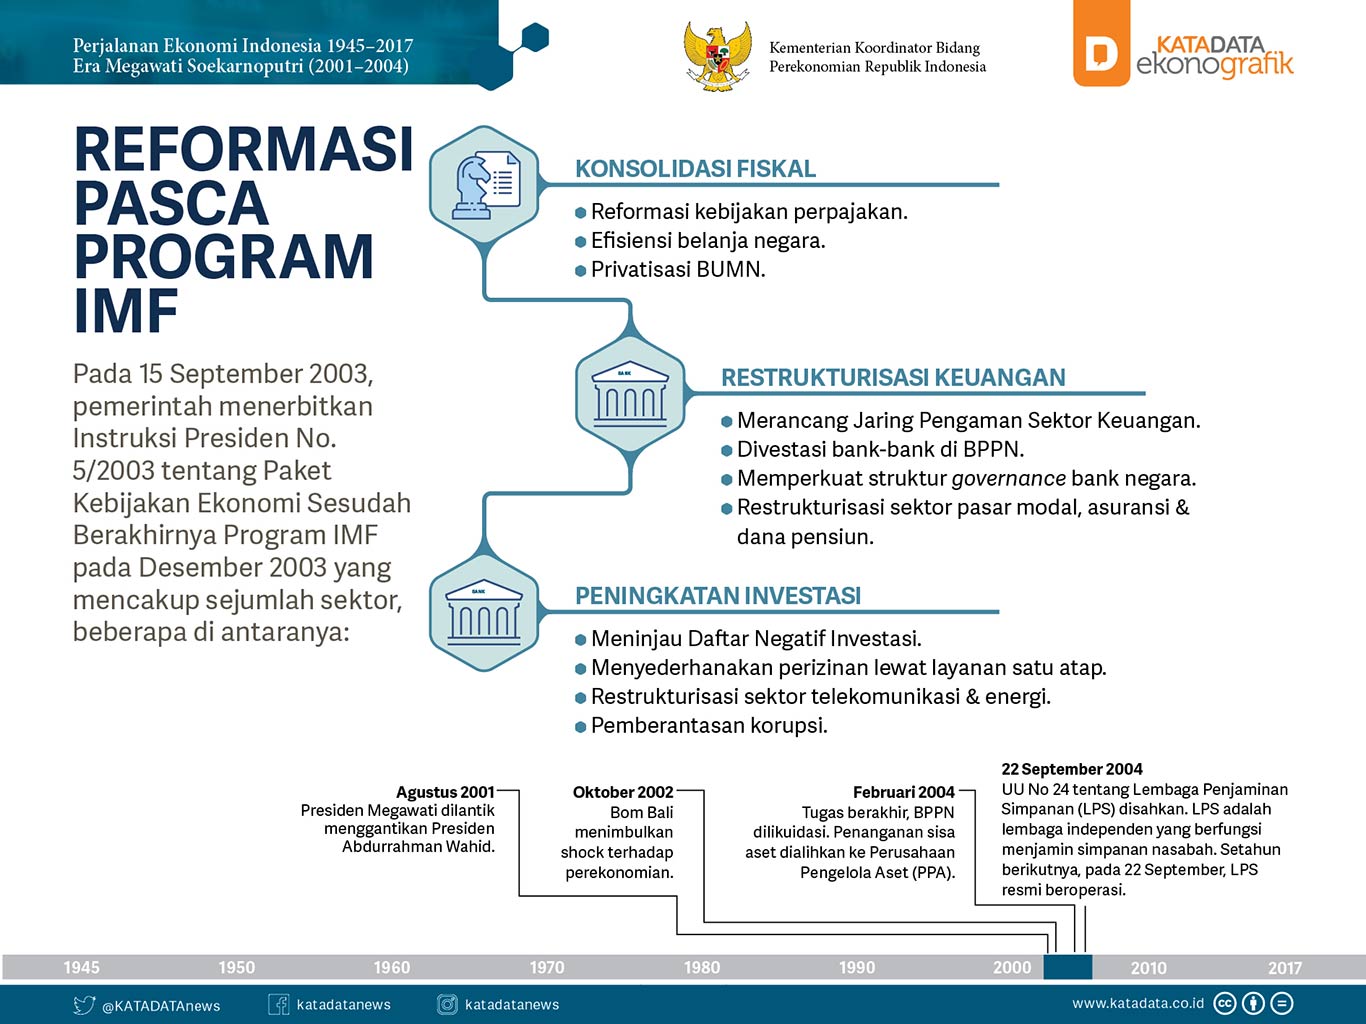 Perjalanan Ekonomi Indonesia 1945–2017
Era Megawati Soekarnoputri (2001–2004)
Kementerian Koordinator Bidang
Perekonomian Republik Indonesia
D
KATADATA
ekonografik
REFORMASI
PASCA
PROGRAM
IMF
Pada 15 September 2003,
pemerintah menerbitkan
Instruksi Presiden No.
5/2003 tentang Paket
Kebijakan Ekonomi Sesudah
Berakhirnya Program IMF
pada Desember 2003 yang
mencakup sejumlah sektor,
beberapa di antaranya:
KONSOLIDASI FISKAL
Reformasi kebijakan perpajakan.
Efisiensi belanja negara.
Privatisasi BUMN.
BANK
RESTRUKTURISASI KEUANGAN
Merancang Jaring Pengaman Sektor Keuangan.
Divestasi bank-bank di BPPN.
Memperkuat struktur governance bank negara.
Restrukturisasi sektor pasar modal, asuransi &
dana pensiun.
BANK
PENINGKATAN INVESTASI
Meninjau Daftar Negatif Investasi.
Menyederhanakan perizinan lewat layanan satu atap.
Restrukturisasi sektor telekomunikasi & energi.
Pemberantasan korupsi.
Agustus 2001
Presiden Megawati dilantik
menggantikan Presiden
Abdurrahman Wahid.
Oktober 2002
Bom Bali
menimbulkan
shock terhadap
perekonomian.
Februari 2004
Tugas berakhir, BPPN
dilikuidasi. Penanganan sisa
aset dialihkan ke Perusahaan
Pengelola Aset (PPA).
22 September 2004
UU No 24 tentang Lembaga Penjaminan
Simpanan (LPS) disahkan. LPS adalah
lembaga independen yang berfungsi
menjamin simpanan nasabah. Setahun
berikutnya, pada 22 September, LPS
resmi beroperasi.
1945 1950 1960 1970 1980 1990 2000 2010 2017
@KATADATAnews katadatanews katadatanews www.katadata.co.id cc